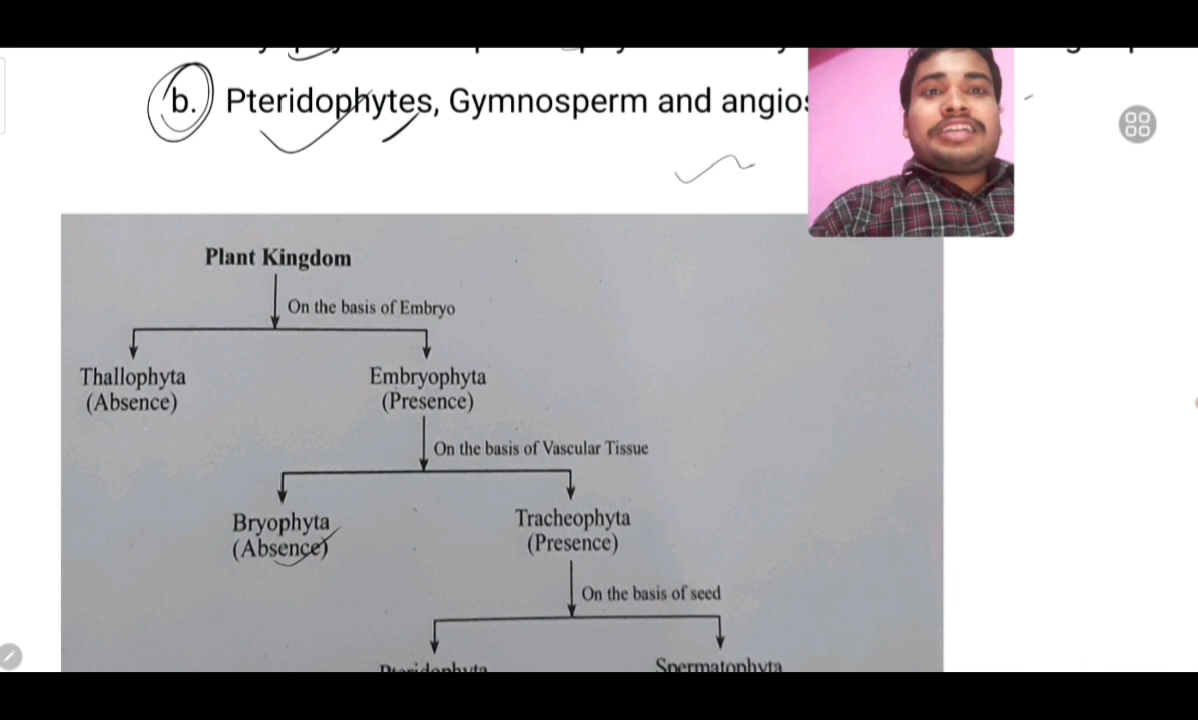 b. Pteridophytes, Gymnosperm and
Plant Kingdom
On the basis of Embryo
Thallophyta Embryophyta
(Absence) (Presence)
On the basis of Vascular Tissue
Bryophyta Tracheophyta
(Absence) (Presence)
On the basis of seed
Pteridophyta Spermatophyta